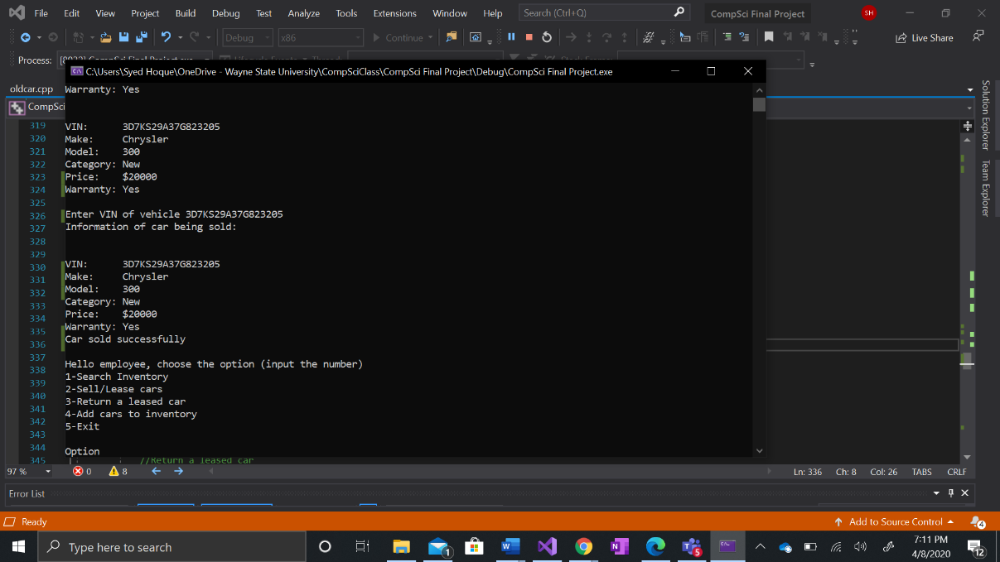 File Edit View Project Build Debug Test Analyze Tools Extensions Window Help Search (Ctrl+Q) CompSci Final Project SH
Debug x86 Continue Live Share
Process:
C:\Users\Syed Hoque\OneDrive - Wayne State University\CompSciClass\CompSci Final Project\Debug\CompSci Final Project.exe
oldcar.cpp
CompSci
Solution Explorer
Team Explorer
Warranty: Yes
VIN: 3D7KS29A37G823205
Make: Chrysler
Model: 300
Category: New
Price: $20000
Warranty: Yes
Enter VIN of vehicle 3D7KS29A37G823205
Information of car being sold:
VIN: 3D7KS29A37G823205
Make: Chrysler
Model: 300
Category: New
Price: $20000
Warranty: Yes
Car sold successfully
Hello employee, choose the option (input the number)
1-Search Inventory
2-Sell/Lease cars
3-Return a leased car
4-Add cars to inventory
5-Exit
Option
319
320
321
322
323
324
325
326
327
328
329
330
331
332
333
334
335
336
337
338
339
340
341
342
343
344
345 //Return a leased car
97 % 0 8 Ln: 336 Ch: 8 Col: 26 TABS CRLF
Error List
Ready Add to Source Control 4
Type here to search 1 5 7:11 PM
4/8/2020 12